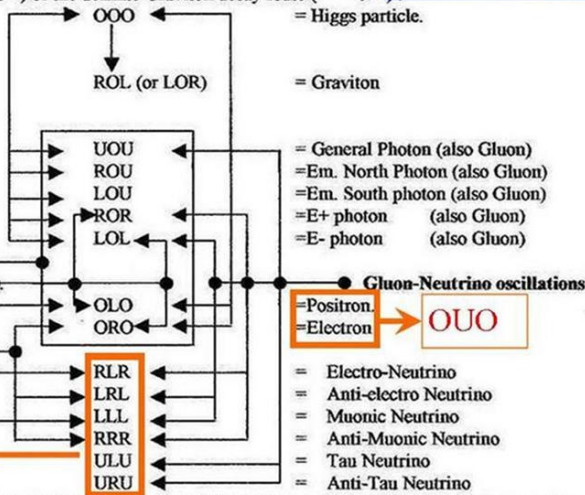 OOO = Higgs particle.
ROL (or LOR) = Graviton
UOU = General Photon (also Gluon)
ROU =Em. North Photon (also Gluon)
LOU =Em. South photon (also Gluon)
ROR =E+ photon (also Gluon)
LOL =E- photon (also Gluon)
Gluon-Neutrino oscillations
OLO =Positron.
ORO =Electron
OUO
RLR = Electro-Neutrino
LRL = Anti-electro Neutrino
LLL = Muonic Neutrino
RRR = Anti-Muonic Neutrino
ULU = Tau Neutrino
URU = Anti-Tau Neutrino